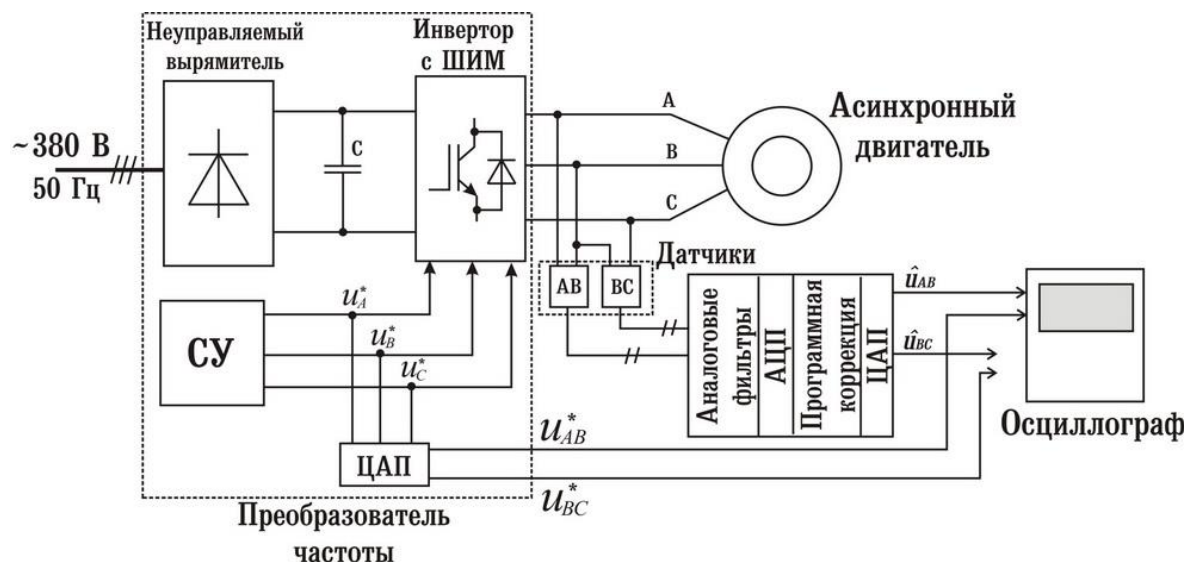 Неуправляемый
вырямитель
Инвертор
с ШИМ
~380 В
50 Гц
C
A
B
C
Асинхронный
двигатель
Датчики
AB
BC
СУ
u*A
u*B
u*C
ЦАП
Аналоговые
фильтры
АЦП
Программная
коррекция
ЦАП
ûAB
ûBC
Осциллограф
u*AB
u*BC
Преобразователь
частоты